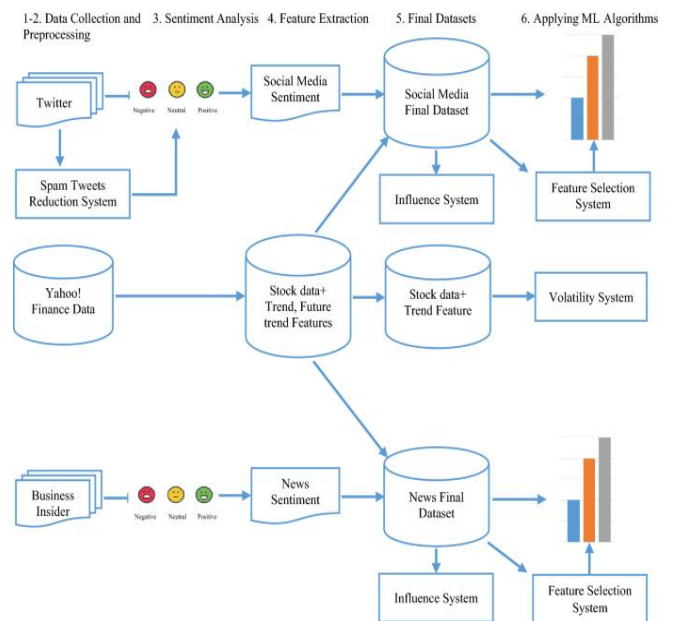 1-2. Data Collection and
Preprocessing
3. Sentiment Analysis
4. Feature Extraction
5. Final Datasets
6. Applying ML Algorithms
Twitter
Negative
Neutral
Positive
Social Media
Sentiment
Social Media
Final Dataset
Spam Tweets
Reduction System
Influence System
Feature Selection
System
Yahoo!
Finance Data
Stock data+
Trend, Future
trend Features
Stock data+
Trend Feature
Volatility System
Business
Insider
Negative
Neutral
Positive
News
Sentiment
News Final
Dataset
Influence System
Feature Selection
System